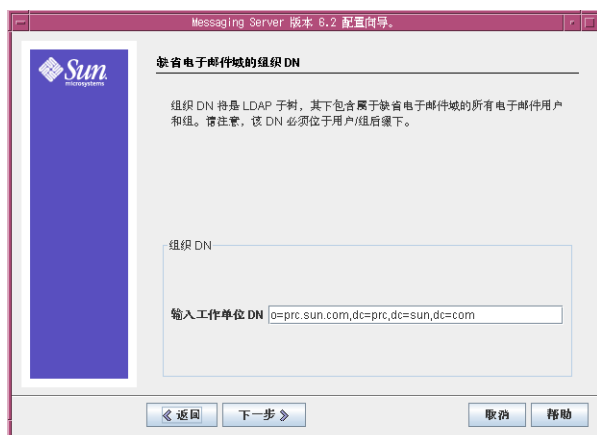 Messaging Server 版本 6.2 配置向导。
Sun
microsystems
缺省电子邮件域的组织 DN
组织 DN 将是 LDAP 子树，其下包含属于缺省电子邮件域的所有电子邮件用户
和组。请注意，该 DN 必须位于用户/组后缀下。
组织 DN
输入工作单位 DN o=prc.sun.com,dc=prc,dc=sun,dc=com
返回 下一步 取消 帮助